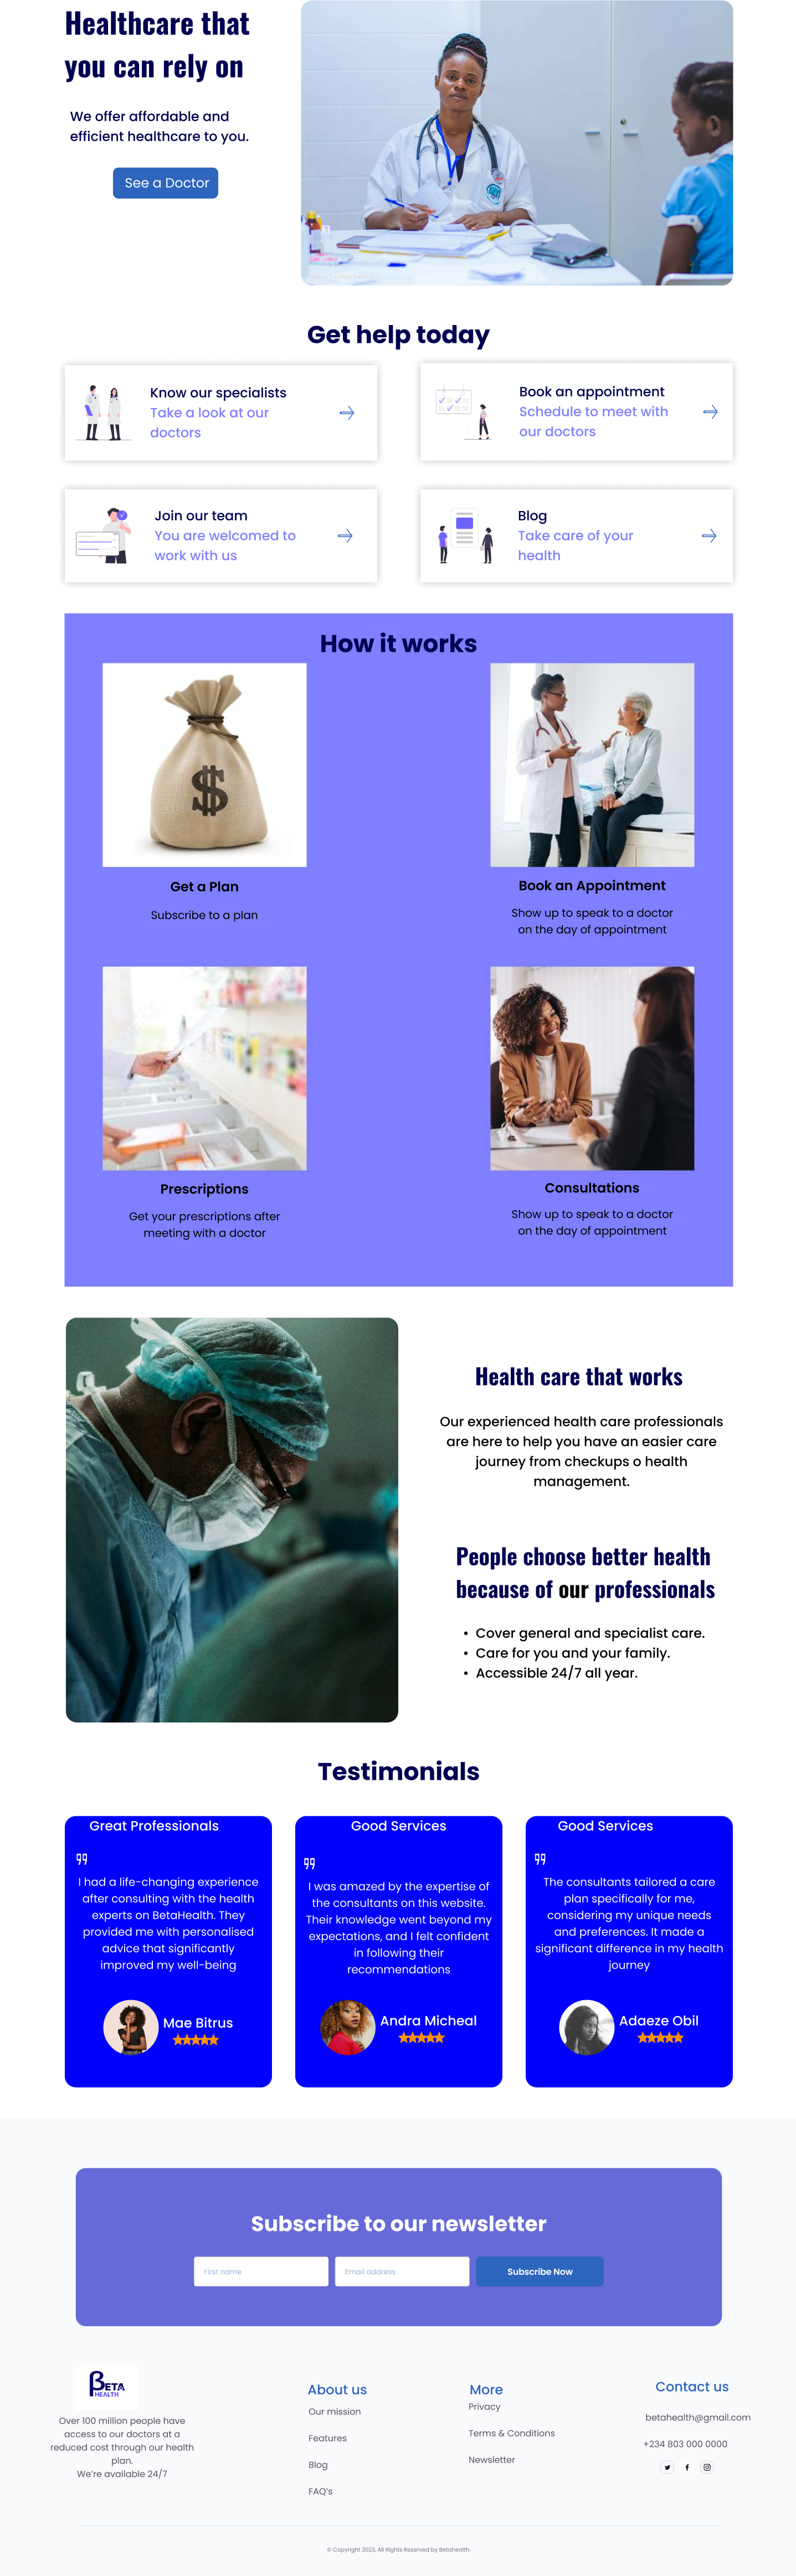 Healthcare that
you can rely on
We offer affordable and
efficient healthcare to you.
See a Doctor
Get help today
Know our specialists
Take a look at our
doctors
Book an appointment
Schedule to meet with
our doctors
Join our team
You are welcomed to
work with us
Blog
Take care of your
health
How it works
$
Get a Plan
Subscribe to a plan
Book an Appointment
Show up to speak to a doctor
on the day of appointment
Prescriptions
Get your prescriptions after
meeting with a doctor
Consultations
Show up to speak to a doctor
on the day of appointment
Health care that works
Our experienced health care professionals
are here to help you have an easier care
journey from checkups o health
management.
People choose better health
because of our professionals
• Cover general and specialist care.
• Care for you and your family.
• Accessible 24/7 all year.
Testimonials
Great Professionals
I had a life-changing experience
after consulting with the health
experts on BetaHealth. They
provided me with personalised
advice that significantly
improved my well-being
Mae Bitrus
Good Services
I was amazed by the expertise of
the consultants on this website.
Their knowledge went beyond my
expectations, and I felt confident
in following their
recommendations
Andra Micheal
Good Services
The consultants tailored a care
plan specifically for me,
considering my unique needs
and preferences. It made a
significant difference in my health
journey
Adaeze Obil
Subscribe to our newsletter
First name
Email address
Subscribe Now
BETA
HEALTH
Over 100 million people have
access to our doctors at a
reduced cost through our health
plan.
We're available 24/7
About us
Our mission
Features
Blog
FAQ's
More
Privacy
Terms & Conditions
Newsletter
Contact us
betahealth@gmail.com
+234 803 000 0000
© Copyright 2023, All Rights Reserved by Betahealth.